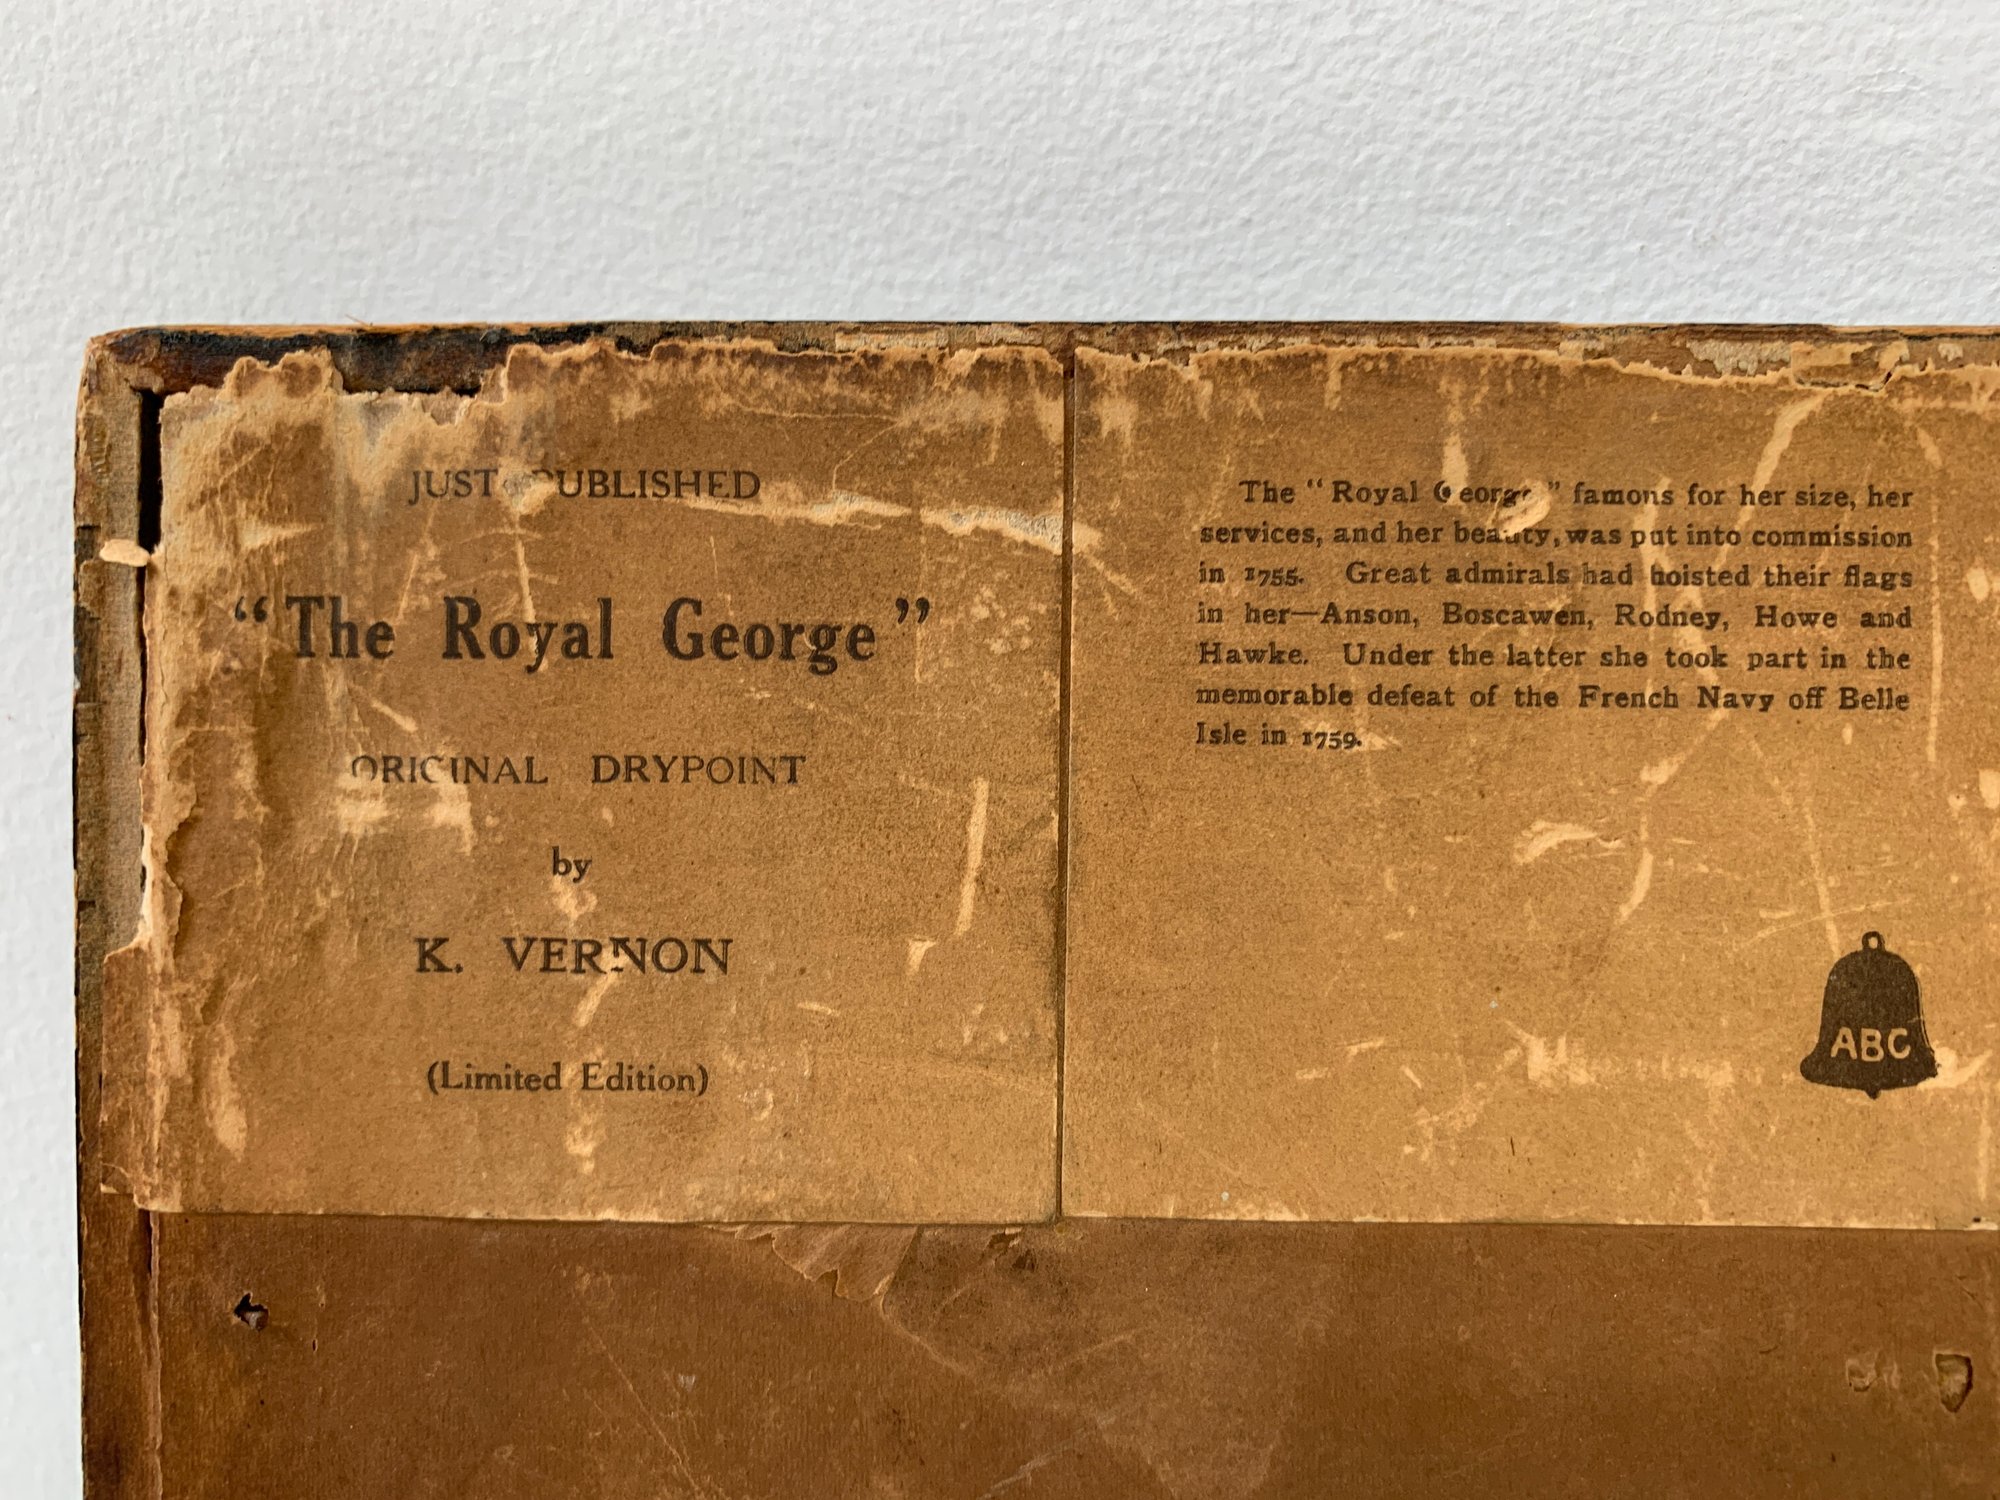 JUST PUBLISHED
“The Royal George”
ORIGINAL DRYPOINT
by
K. VERNON
(Limited Edition)
The “Royal George” famous for her size, her
services, and her beauty, was put into commission
in 1755. Great admirals had hoisted their flags
in her—Anson, Boscawen, Rodney, Howe and
Hawke. Under the latter she took part in the
memorable defeat of the French Navy off Belle
Isle in 1759.
ABC